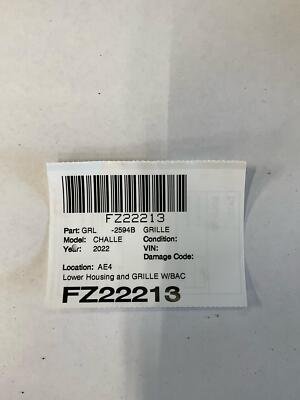 FZ22213
Part: GRL -2594B GRILLE
Model: CHALLE Condition:
Year: 2022 VIN:
Damage Code:
Location: AE4
Lower Housing and GRILLE W/BAC
FZ22213